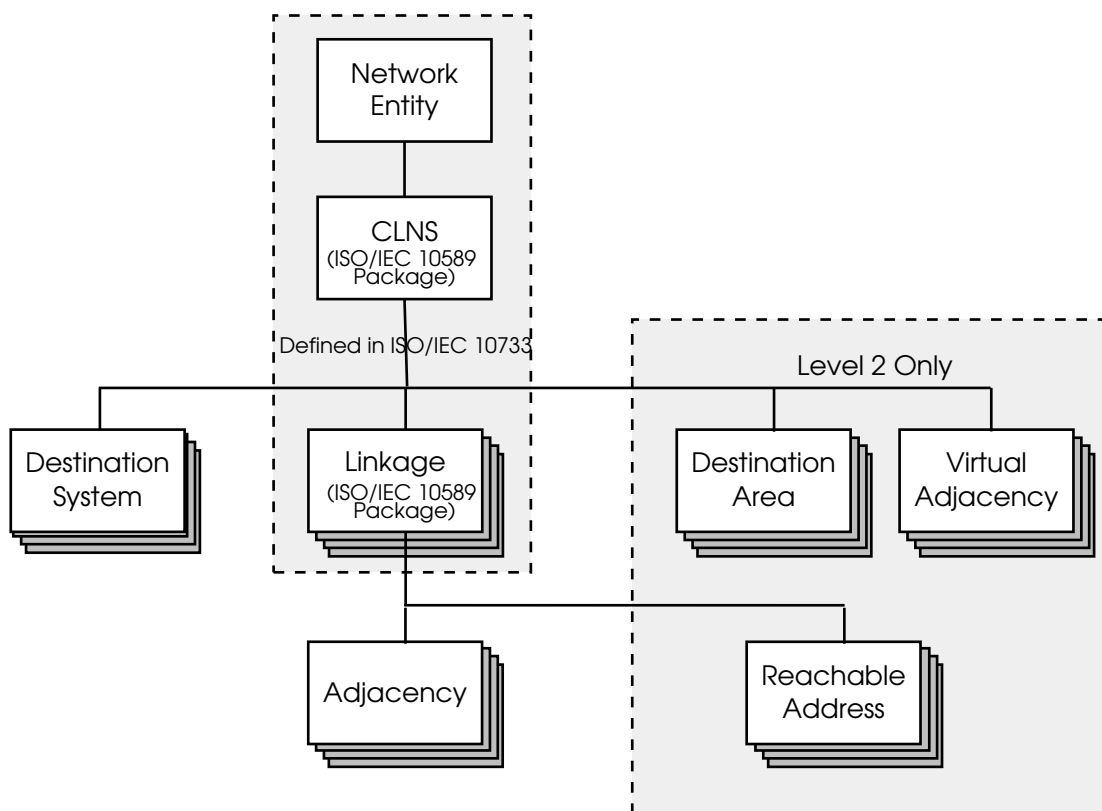 Network
Entity
CLNS
(ISO/IEC 10589
Package)
Defined in ISO/IEC 10733
Level 2 Only
Destination
System
Linkage
(ISO/IEC 10589
Package)
Destination
Area
Virtual
Adjacency
Adjacency
Reachable
Address